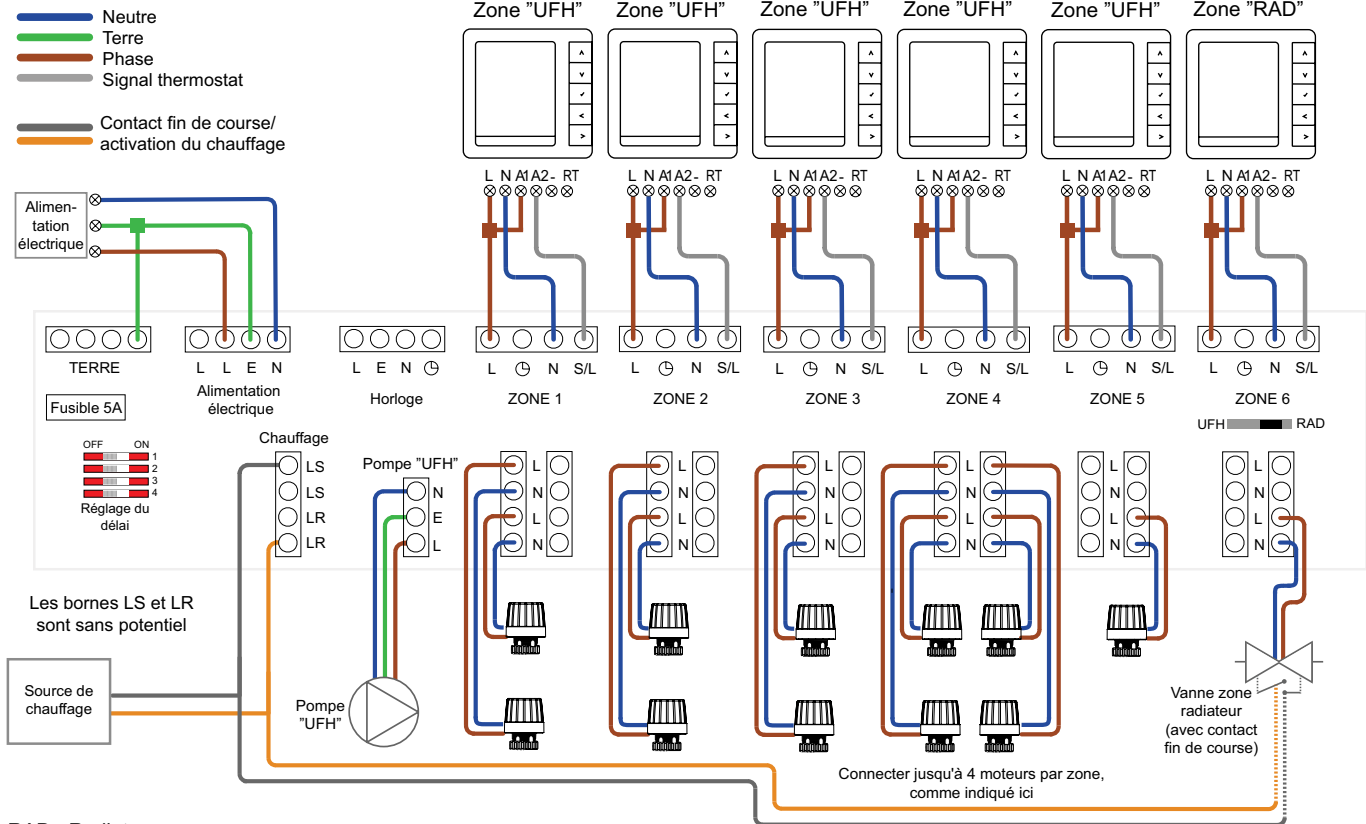 Neutre
Terre
Phase
Signal thermostat
Contact fin de course/
activation du chauffage
Zone "UFH"
Zone "UFH"
Zone "UFH"
Zone "UFH"
Zone "UFH"
Zone "RAD"
L N A1 A2 - RT
L N A1 A2 - RT
L N A1 A2 - RT
L N A1 A2 - RT
L N A1 A2 - RT
L N A1 A2 - RT
Alimen-
tation
électrique
TERRE
L L E N
Alimentation
électrique
L E N
Horloge
L N S/L
ZONE 1
L N S/L
ZONE 2
L N S/L
ZONE 3
L N S/L
ZONE 4
L N S/L
ZONE 5
L N S/L
ZONE 6
UFH RAD
Fusible 5A
OFF ON
1
2
3
4
Réglage du
délai
Chauffage
LS
LS
LR
LR
Pompe "UFH"
N
E
L
L
N
L
N
L
N
L
N
L
N
L
N
L
N
L
N
L
N
L
N
L
N
L
N
Les bornes LS et LR
sont sans potentiel
Source de
chauffage
Pompe
"UFH"
Vanne zone
radiateur
(avec contact
fin de course)
Connecter jusqu'à 4 moteurs par zone,
comme indiqué ici